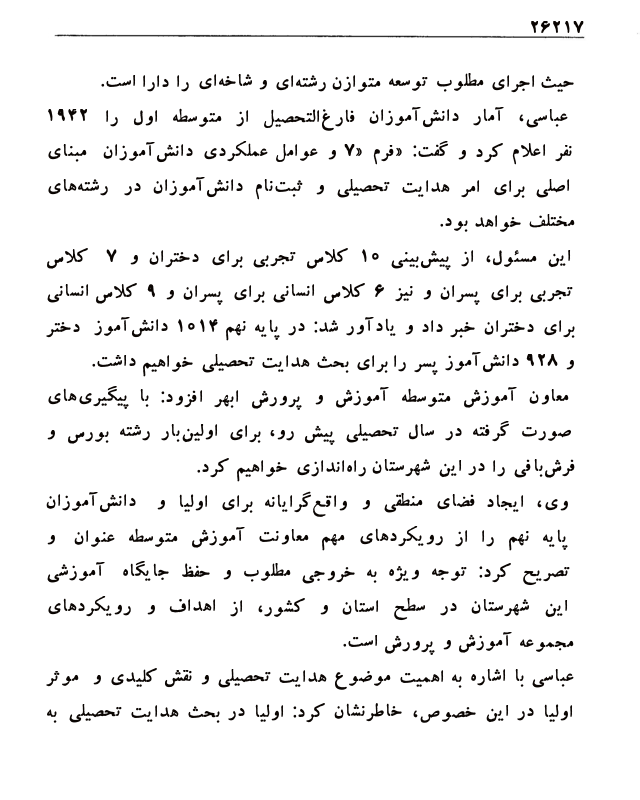 ۲۶۲۱۷
حیث اجرای مطلوب توسعه متوازن رشته‌ای و شاخه‌ای را دارا است.
عباسی، آمار دانش‌آموزان فارغ‌التحصیل از متوسطه اول را ۱۹۴۲
نفر اعلام کرد و گفت: «فرم «۷ و عوامل عملکردی دانش‌آموزان مبنای
اصلی برای امر هدایت تحصیلی و ثبت‌نام دانش‌آموزان در رشته‌های
مختلف خواهد بود.
این مسئول، از پیش‌بینی ۱۰ کلاس تجربی برای دختران و ۷ کلاس
تجربی برای پسران و نیز ۶ کلاس انسانی برای پسران و ۹ کلاس انسانی
برای دختران خبر داد و یادآور شد: در پایه نهم ۱۰۱۴ دانش‌آموز دختر
و ۹۲۸ دانش‌آموز پسر را برای بحث هدایت تحصیلی خواهیم داشت.
معاون آموزش متوسطه آموزش و پرورش ابهر افزود: با پیگیری‌های
صورت گرفته در سال تحصیلی پیش رو، برای اولین‌بار رشته بورس و
فرش‌بافی را در این شهرستان راه‌اندازی خواهیم کرد.
وی، ایجاد فضای منطقی و واقع‌گرایانه برای اولیا و دانش‌آموزان
پایه نهم را از رویکردهای مهم معاونت آموزش متوسطه عنوان و
تصریح کرد: توجه ویژه به خروجی مطلوب و حفظ جایگاه آموزشی
این شهرستان در سطح استان و کشور، از اهداف و رویکردهای
مجموعه آموزش و پرورش است.
عباسی با اشاره به اهمیت موضوع هدایت تحصیلی و نقش کلیدی و موثر
اولیا در این خصوص، خاطرنشان کرد: اولیا در بحث هدایت تحصیلی به